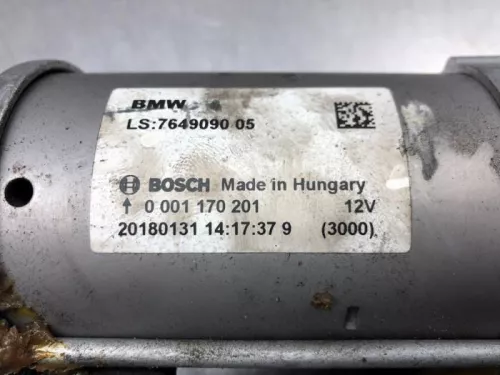 BMW
LS:7649090 05
BOSCH Made in Hungary
↑ 0 001 170 201 12V
20180131 14:17:37 9 (3000)